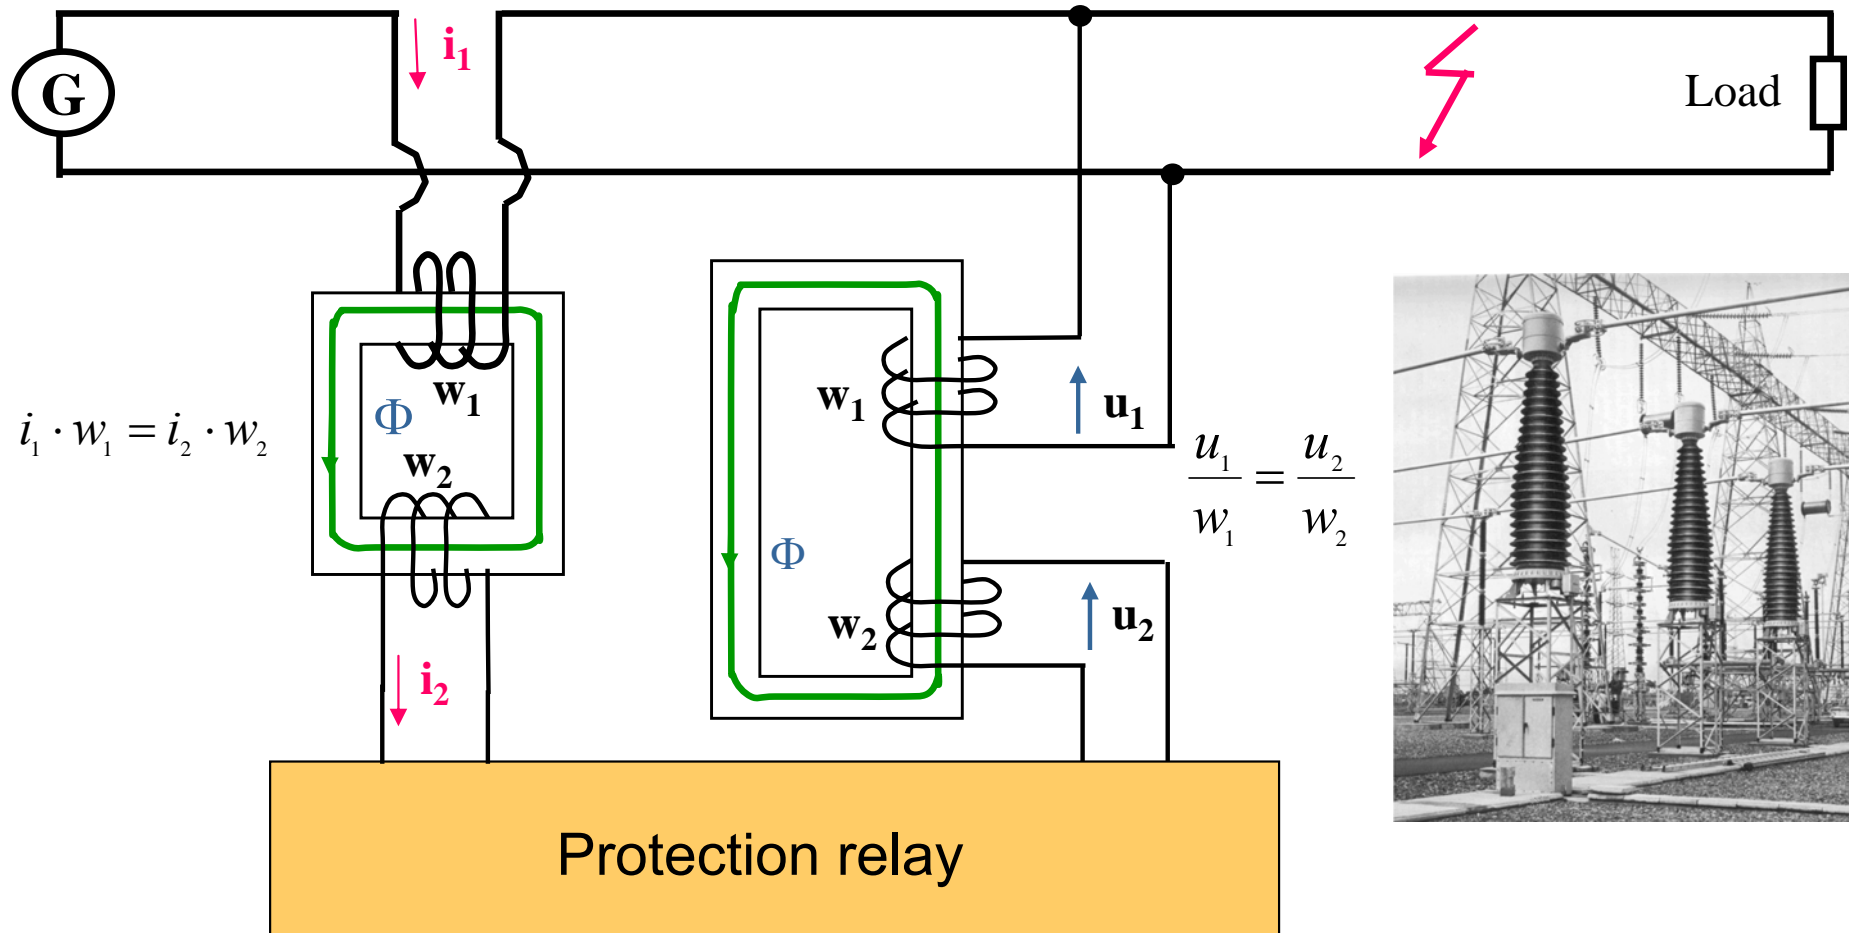 G
i₁
Load
w₁
Φ
i₁ · w₁ = i₂ · w₂
w₂
i₂
w₁
u₁
u₁/w₁ = u₂/w₂
Φ
w₂
u₂
Protection relay